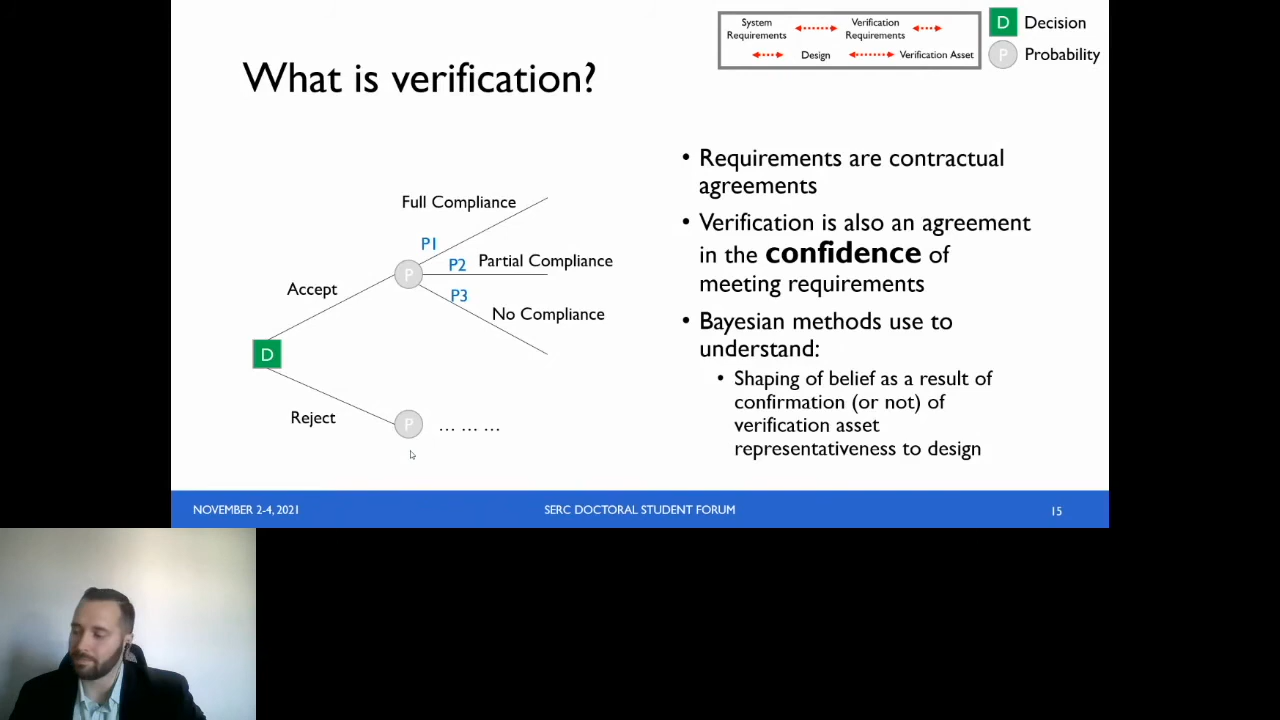 System Requirements
Verification Requirements
Design
Verification Asset
D Decision
P Probability
What is verification?
Full Compliance
P1
P
P2
Partial Compliance
P3
No Compliance
Accept
D
Reject
P
... ... ...
• Requirements are contractual
agreements
• Verification is also an agreement
in the confidence of
meeting requirements
• Bayesian methods use to
understand:
• Shaping of belief as a result of
confirmation (or not) of
verification asset
representativeness to design
NOVEMBER 2-4, 2021
SERC DOCTORAL STUDENT FORUM
15